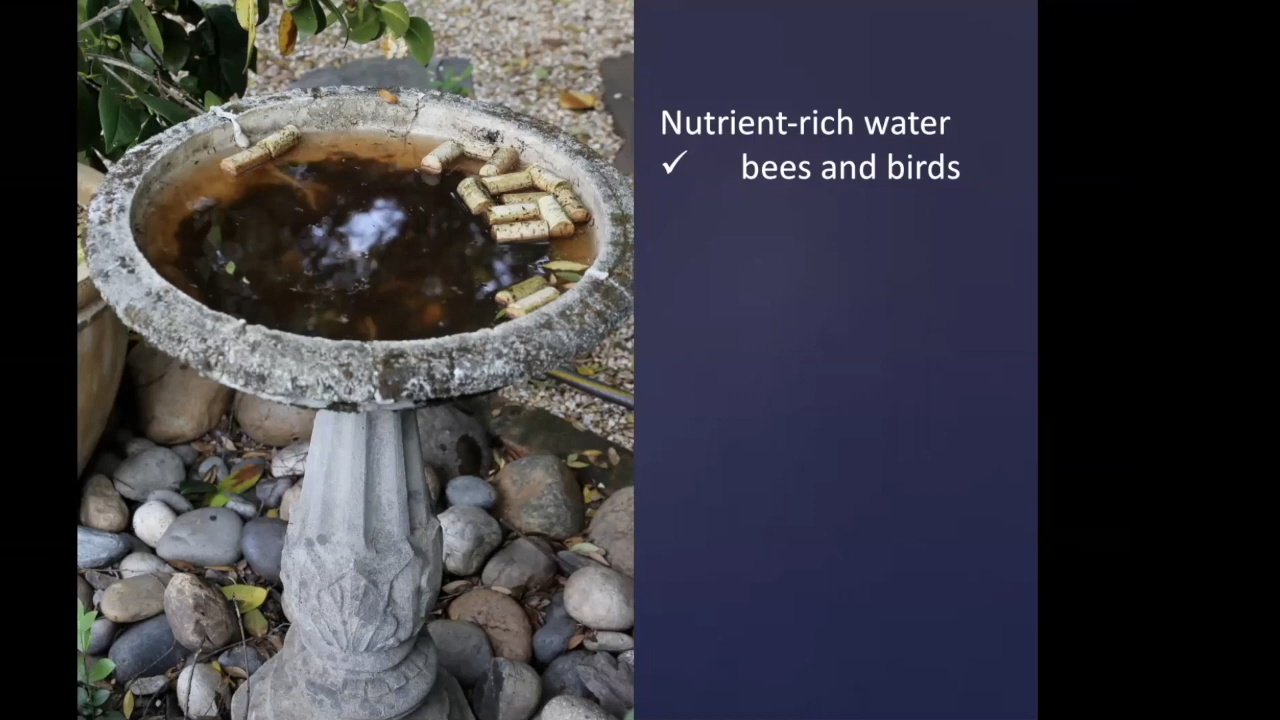 Nutrient-rich water
✓ bees and birds